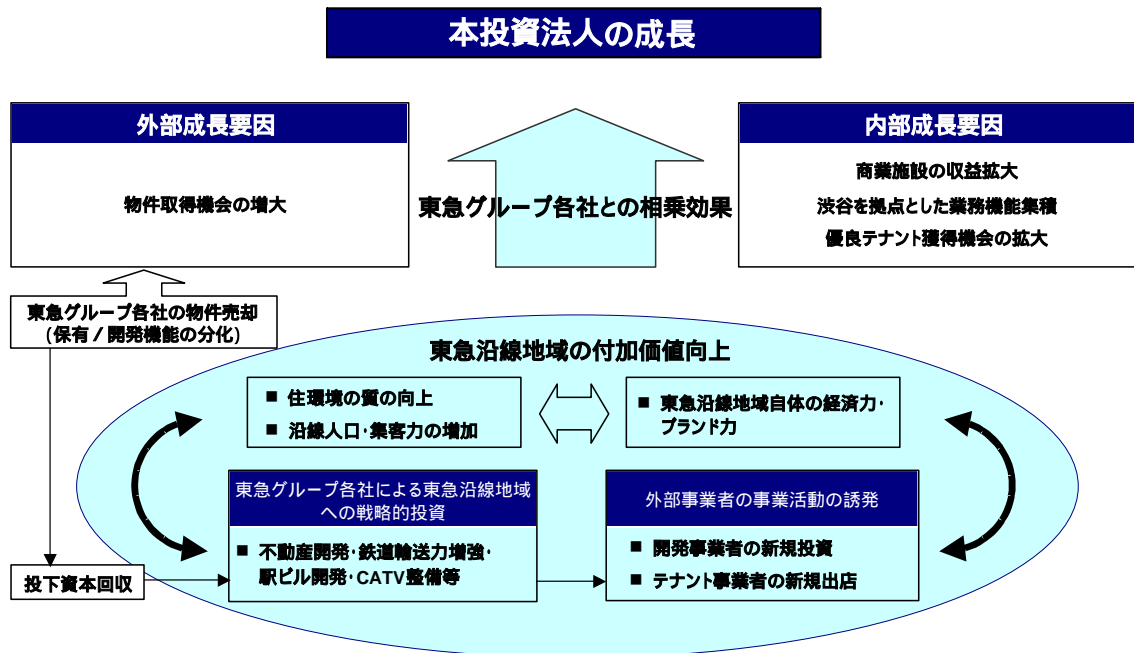 本投資法人の成長
外部成長要因
物件取得機会の増大
東急グループ各社との相乗効果
内部成長要因
商業施設の収益拡大
渋谷を拠点とした業務機能集積
優良テナント獲得機会の拡大
東急グループ各社の物件売却
(保有/開発機能の分化)
東急沿線地域の付加価値向上
■ 住環境の質の向上
■ 沿線人口・集客力の増加
■ 東急沿線地域自体の経済力・
ブランド力
東急グループ各社による東急沿線地域
への戦略的投資
■ 不動産開発・鉄道輸送力増強・
駅ビル開発・CATV整備等
外部事業者の事業活動の誘発
■ 開発事業者の新規投資
■ テナント事業者の新規出店
投下資本回収